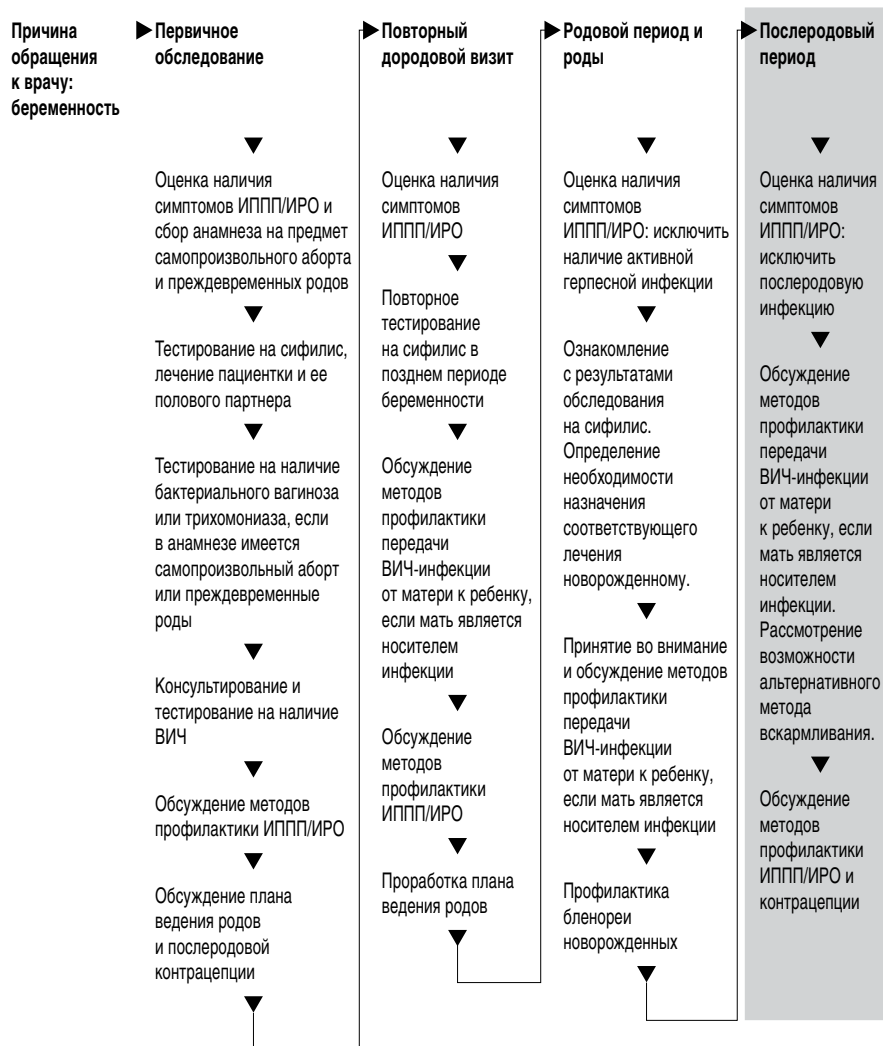 Причина
обращения
к врачу:
беременность
Первичное
обследование
Оценка наличия
симптомов ИППП/ИРО и
сбор анамнеза на предмет
самопроизвольного аборта
и преждевременных родов
Тестирование на сифилис,
лечение пациентки и ее
полового партнера
Тестирование на наличие
бактериального вагиноза
или трихомониаза, если
в анамнезе имеется
самопроизвольный аборт
или преждевременные
роды
Консультирование и
тестирование на наличие
ВИЧ
Обсуждение методов
профилактики ИППП/ИРО
Обсуждение плана
ведения родов
и послеродовой
контрацепции
Повторный
дородовой визит
Оценка наличия
симптомов
ИППП/ИРО
Повторное
тестирование
на сифилис в
позднем периоде
беременности
Обсуждение
методов
профилактики
передачи
ВИЧ-инфекции
от матери к ребенку,
если мать является
носителем
инфекции
Обсуждение
методов
профилактики
ИППП/ИРО
Проработка плана
ведения родов
Родовой период и
роды
Оценка наличия
симптомов
ИППП/ИРО: исключить
наличие активной
герпесной инфекции
Ознакомление
с результатами
обследования
на сифилис.
Определение
необходимости
назначения
соответствующего
лечения
новорожденному.
Принятие во внимание
и обсуждение методов
профилактики
передачи
ВИЧ-инфекции
от матери к ребенку,
если мать является
носителем инфекции
Профилактика
бленореи
новорожденных
Послеродовый
период
Оценка наличия
симптомов
ИППП/ИРО:
исключить
послеродовую
инфекцию
Обсуждение
методов
профилактики
передачи
ВИЧ-инфекции
от матери
к ребенку, если
мать является
носителем
инфекции.
Рассмотрение
возможности
альтернативного
метода
вскармливания.
Обсуждение
методов
профилактики
ИППП/ИРО и
контрацепции